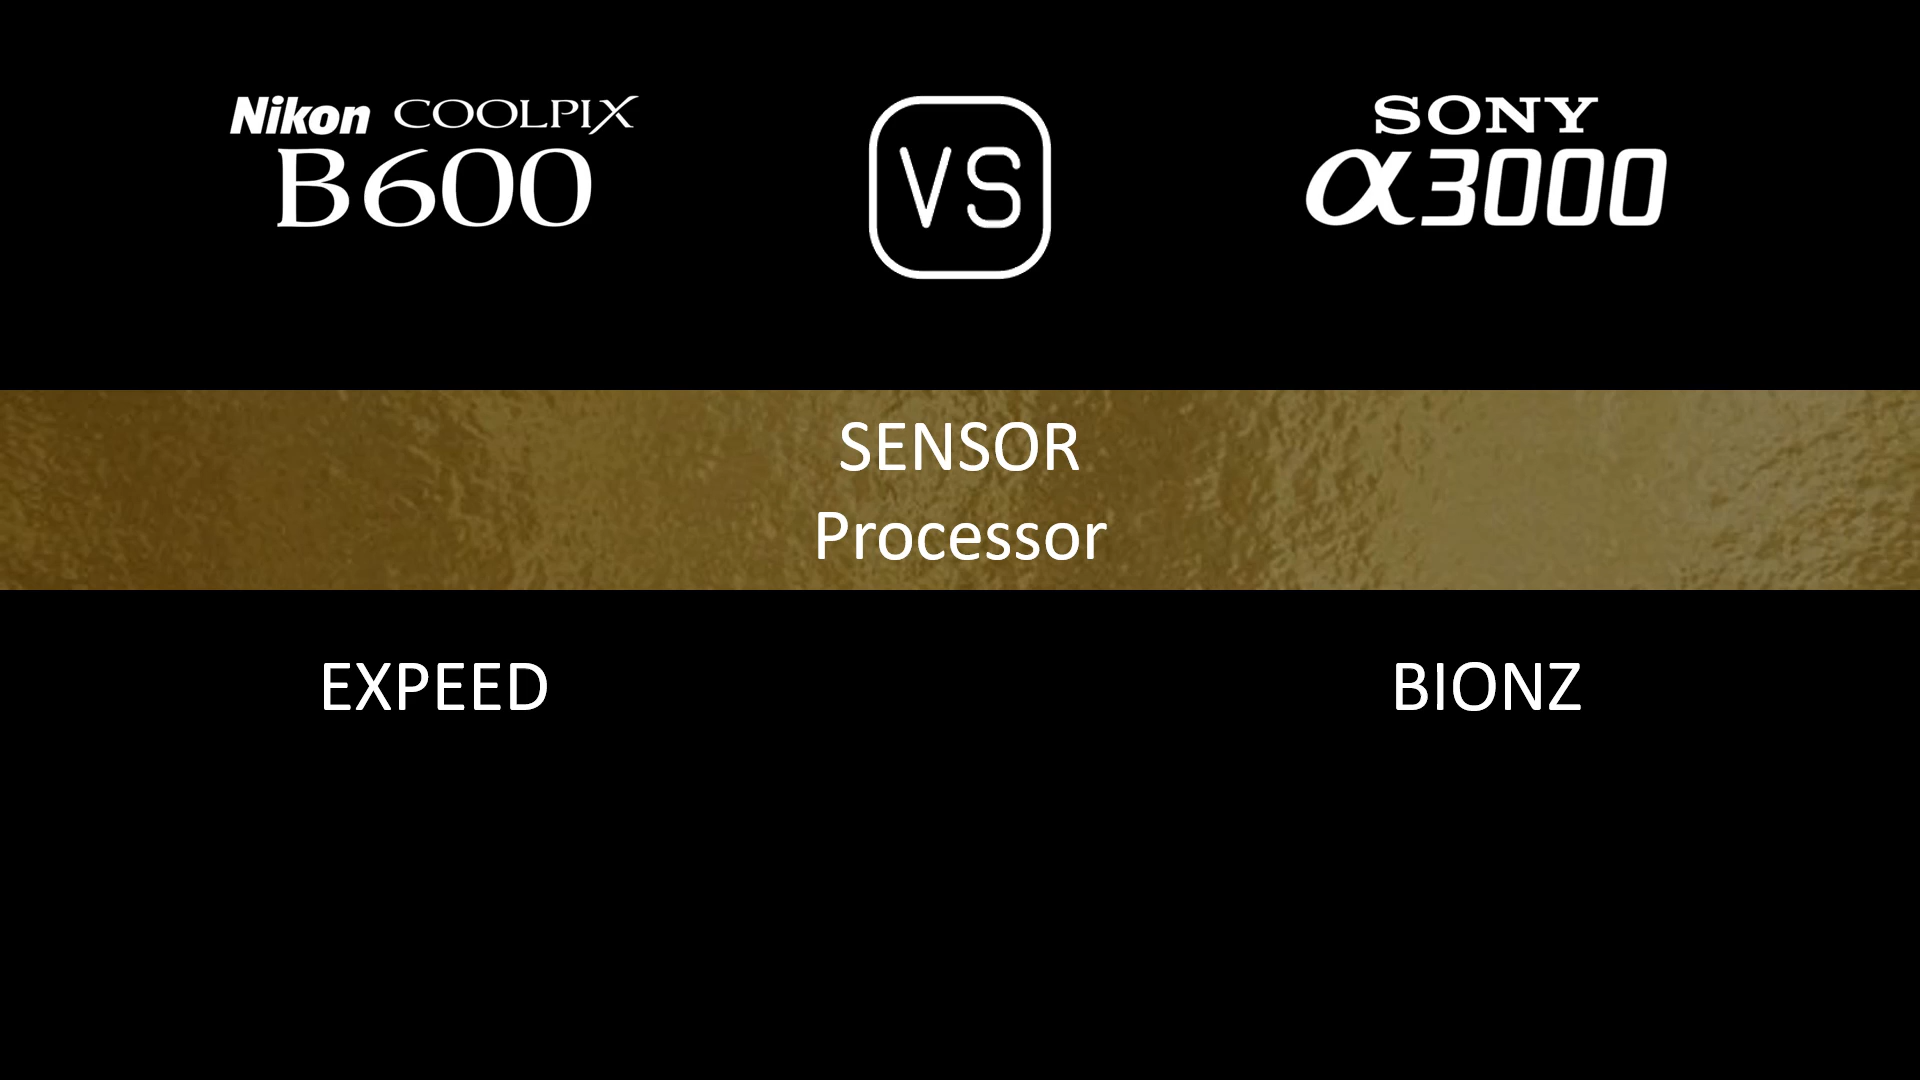 Nikon COOLPIX
B600
VS
SONY
α3000
SENSOR
Processor
EXPEED
BIONZ